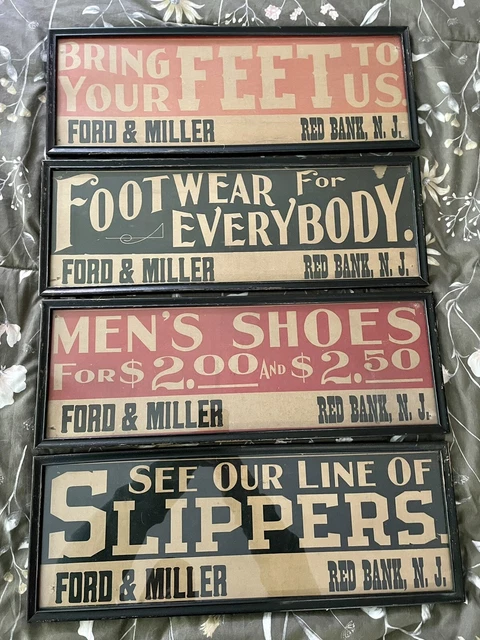 BRING YOUR FEET TO US.
FORD & MILLER RED BANK, N. J.
FOOTWEAR For
EVERYBODY.
FORD & MILLER RED BANK, N. J.
MEN'S SHOES
FOR $2.00 AND $2.50
FORD & MILLER RED BANK, N. J.
SEE OUR LINE OF
SLIPPERS.
FORD & MILLER RED BANK, N. J.